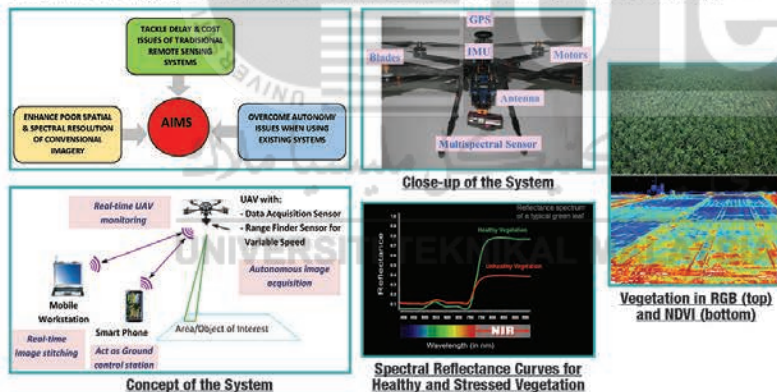 TACKLE DELAY & COST
ISSUES OF TRADISIONAL
REMOTE SENSING
SYSTEMS
ENHANCE POOR SPATIAL
& SPECTRAL RESOLUTION
OF CONVENSIONAL
IMAGERY
AIMS
OVERCOME AUTONOMY
ISSUES WHEN USING
EXISTING SYSTEMS
GPS
Blades
IMU
Motors
Antenna
Multispectral Sensor
Close-up of the System
Real-time UAV
monitoring
UAV with:
- Data Acquisition Sensor
- Range Finder Sensor for
Variable Speed
Autonomous image
acquisition
Mobile
Workstation
Smart Phone
Real-time
image stitching
Act as Ground
control station
Area/Object of Interest
Concept of the System
Reflectance spectrum
of a typical green leaf
Healthy Vegetation
Unhealthy Vegetation
Reflectance
NIR
Wavelength (in nm)
Spectral Reflectance Curves for
Healthy and Stressed Vegetation
Vegetation in RGB (top)
and NDVI (bottom)
UNIVERSITI TEKNIKAL MALAYSIA